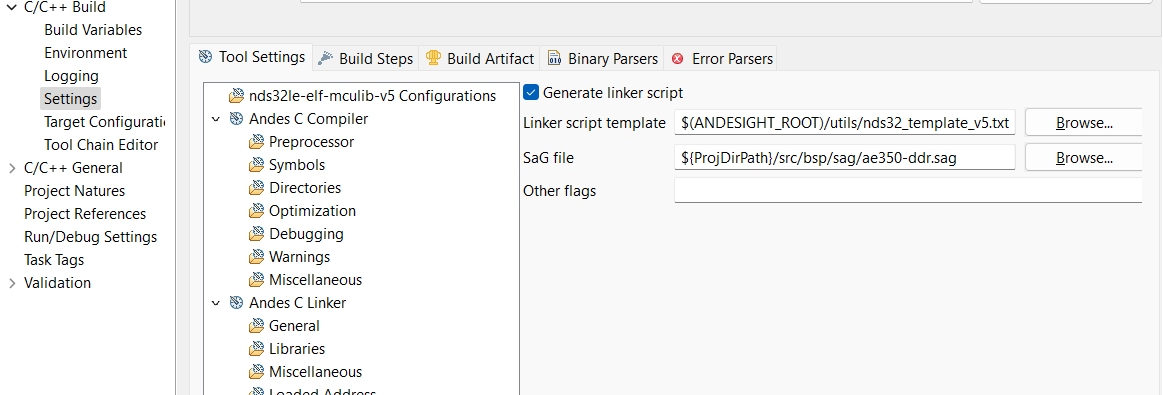 C/C++ Build
Build Variables
Environment
Logging
Settings
Target Configurati
Tool Chain Editor
C/C++ General
Project Natures
Project References
Run/Debug Settings
Task Tags
Validation
Tool Settings
Build Steps
Build Artifact
Binary Parsers
Error Parsers
nds32le-elf-mculib-v5 Configurations
Andes C Compiler
Preprocessor
Symbols
Directories
Optimization
Debugging
Warnings
Miscellaneous
Andes C Linker
General
Libraries
Miscellaneous
Loaded Address
Generate linker script
Linker script template $(ANDESIGHT_ROOT)/utils/nds32_template_v5.txt Browse...
SaG file ${ProjDirPath}/src/bsp/sag/ae350-ddr.sag Browse...
Other flags